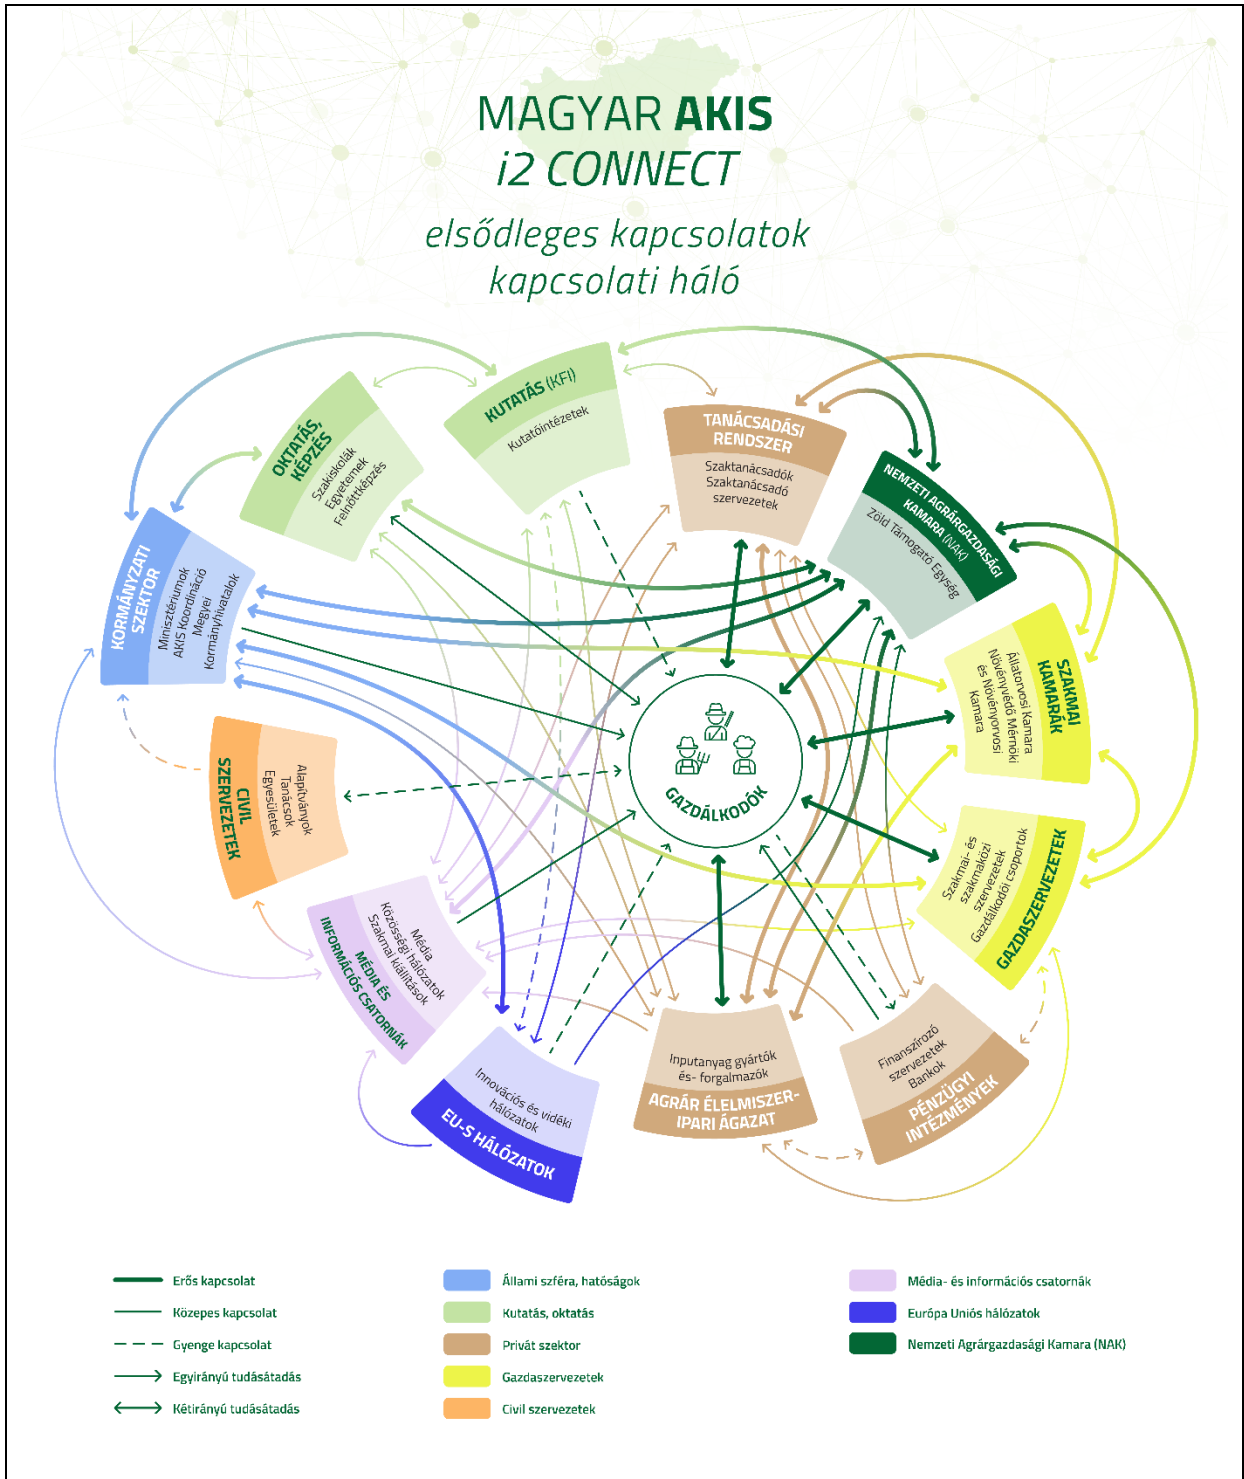 MAGYAR AKIS
i2 CONNECT
elsődleges kapcsolatok
kapcsolati háló
OKTATÁS,
KÉPZÉS
Szakiskolák
Egyetemek
Felnőttképzés
KUTATÁS (KFI)
Kutatóintézetek
TANÁCSADÁSI
RENDSZER
Szaktanácsadók
Szaktanácsadó
szervezetek
NEMZETI AGRÁRGAZDASÁGI
KAMARA (NAK)
Zöld Támogató Egység
KORMÁNYZATI
SZEKTOR
Minisztériumok
AKIS Koordináció
Megyei
Kormányhivatalok
SZAKMAI
KAMARÁK
Állatorvosi Kamara
Növényvédő Mérnöki
és Növényorvosi
Kamara
CIVIL
SZERVEZETEK
Alapítványok
Tanácsok
Egyesületek
GAZDÁLKODÓK
GAZDASZERVEZETEK
Szakmai- és
szakmaközi
szervezetek
Gazdálkodói csoportok
MÉDIA ÉS
INFORMÁCIÓS CSATORNÁK
Média
Közösségi hálózatok
Szakmai kiállítások
Innovációs és vidéki
hálózatok
EU-S HÁLÓZATOK
Inputanyag gyártók
és- forgalmazók
AGRÁR ÉLELMISZER-
IPARI ÁGAZAT
Finanszírozó
szervezetek
Bankok
PÉNZÜGYI
INTÉZMÉNYEK
Erős kapcsolat
Közepes kapcsolat
Gyenge kapcsolat
Egyirányú tudásátadás
Kétirányú tudásátadás
Állami szféra, hatóságok
Kutatás, oktatás
Privát szektor
Gazdaszervezetek
Civil szervezetek
Média- és információs csatornák
Európa Uniós hálózatok
Nemzeti Agrárgazdasági Kamara (NAK)